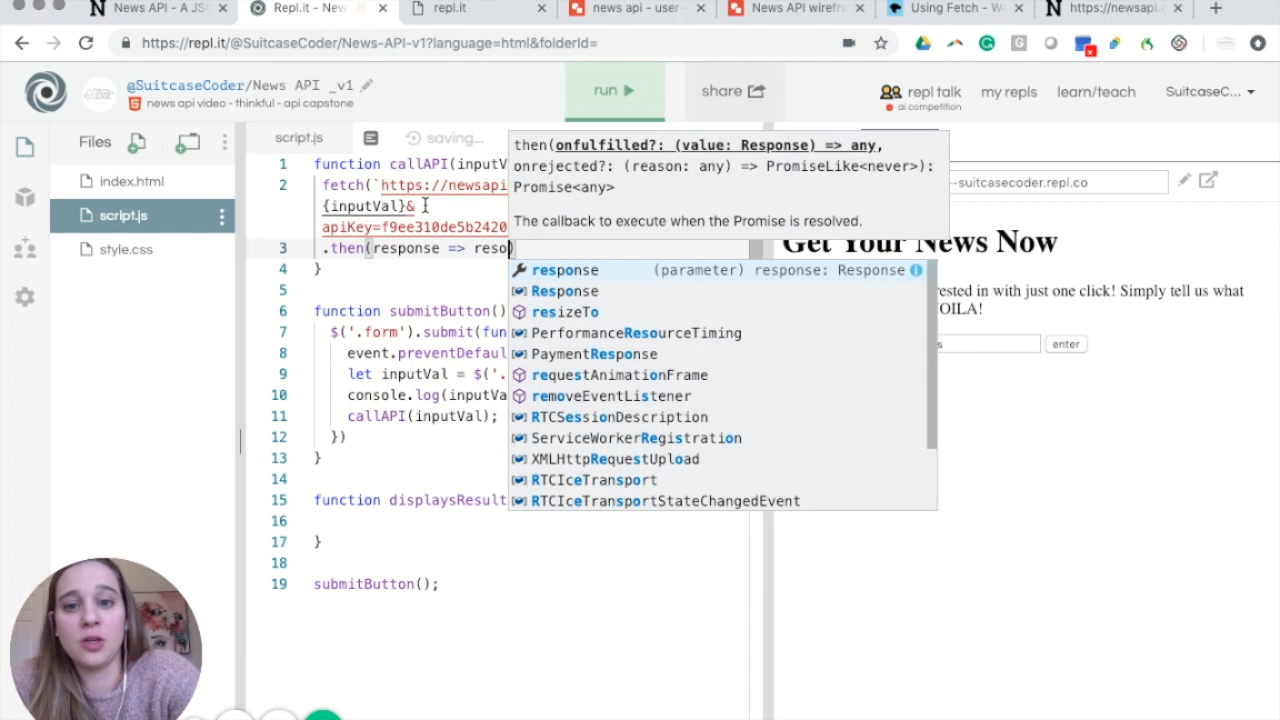 News API - A JS
Repl.it - New
repl.it
news api - user
News API wirefr
Using Fetch - W
https://newsapi.
https://repl.it/@SuitcaseCoder/News-API-v1?language=html&folderId=
@SuitcaseCoder/News API _v1
news api video - thinkful - api capstone
run
share
repl talk
ai competition
my repls
learn/teach
SuitcaseC...
Files
index.html
script.js
style.css
script.js
saving...
1 function callAPI(inputV
2 fetch(`https://newsapi
{inputVal}&
apiKey=f9ee310de5b2420
3 .then(response => reso)
4 }
5
6 function submitButton()
7 $('.form').submit(fun
8 event.preventDefau
9 let inputVal = $('.
10 console.log(inputVa
11 callAPI(inputVal);
12 })
13 }
14
15 function displaysResult
16
17 }
18
19 submitButton();
then(onfulfilled?: (value: Response) => any,
onrejected?: (reason: any) => PromiseLike<never>):
Promise<any>
The callback to execute when the Promise is resolved.
response (parameter) response: Response
Response
resizeTo
PerformanceResourceTiming
PaymentResponse
requestAnimationFrame
removeEventListener
RTCSessionDescription
ServiceWorkerRegistration
XMLHttpRequestUpload
RTCIceTransport
RTCIceTransportStateChangedEvent
--suitcasecoder.repl.co
Get Your News Now
rested in with just one click! Simply tell us what
OILA!
s
enter